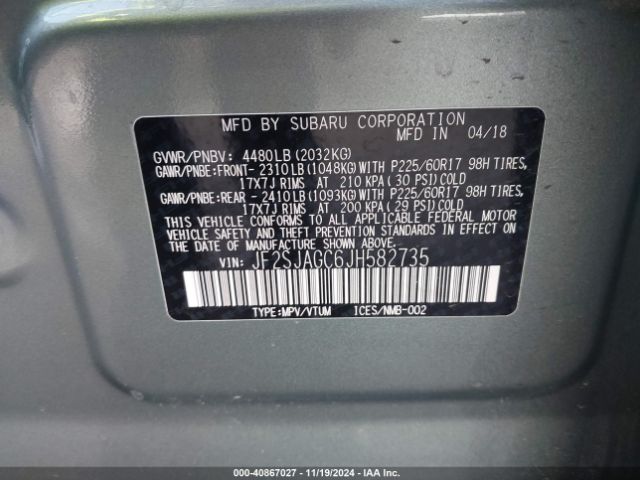 MFD BY SUBARU CORPORATION
MFD IN 04/18
GVWR/PNBV: 4480LB(2032KG)
GAWR/PNBE:FRONT- 2310LB(1048KG)WITH P225/60R17 98H TIRES,
17X7J RIMS AT 210 KPA(30 PSI)COLD
GAWR/PNBE:REAR - 2410LB(1093KG)WITH P225/60R17 98H TIRES,
17X7J RIMS AT 200 KPA(29 PSI)COLD
THIS VEHICLE CONFORMS TO ALL APPLICABLE FEDERAL MOTOR
VEHICLE SAFETY AND THEFT PREVENTION STANDARDS IN EFFECT
ON THE DATE OF MANUFACTURE SHOWN ABOVE.
VIN: JF2SJAGC6JH582735
TYPE:MPV/VTUM ICES/NMB-002
000-40867027 - 11/19/2024 - IAA Inc.